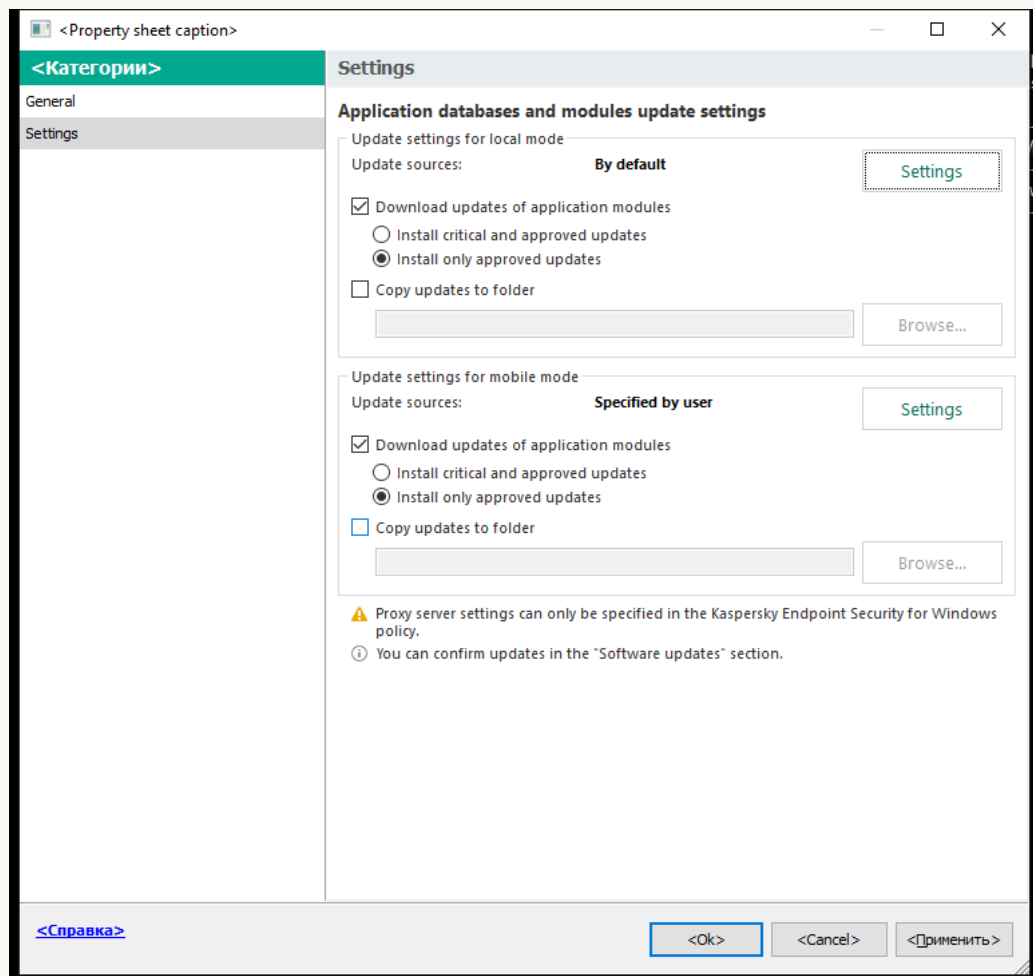 <Property sheet caption>
<Категории>
General
Settings
Settings
Application databases and modules update settings
Update settings for local mode
Update sources: By default Settings
Download updates of application modules
Install critical and approved updates
Install only approved updates
Copy updates to folder
Browse...
Update settings for mobile mode
Update sources: Specified by user Settings
Download updates of application modules
Install critical and approved updates
Install only approved updates
Copy updates to folder
Browse...
Proxy server settings can only be specified in the Kaspersky Endpoint Security for Windows
policy.
You can confirm updates in the "Software updates" section.
<Справка>
<Ok> <Cancel> <Применить>